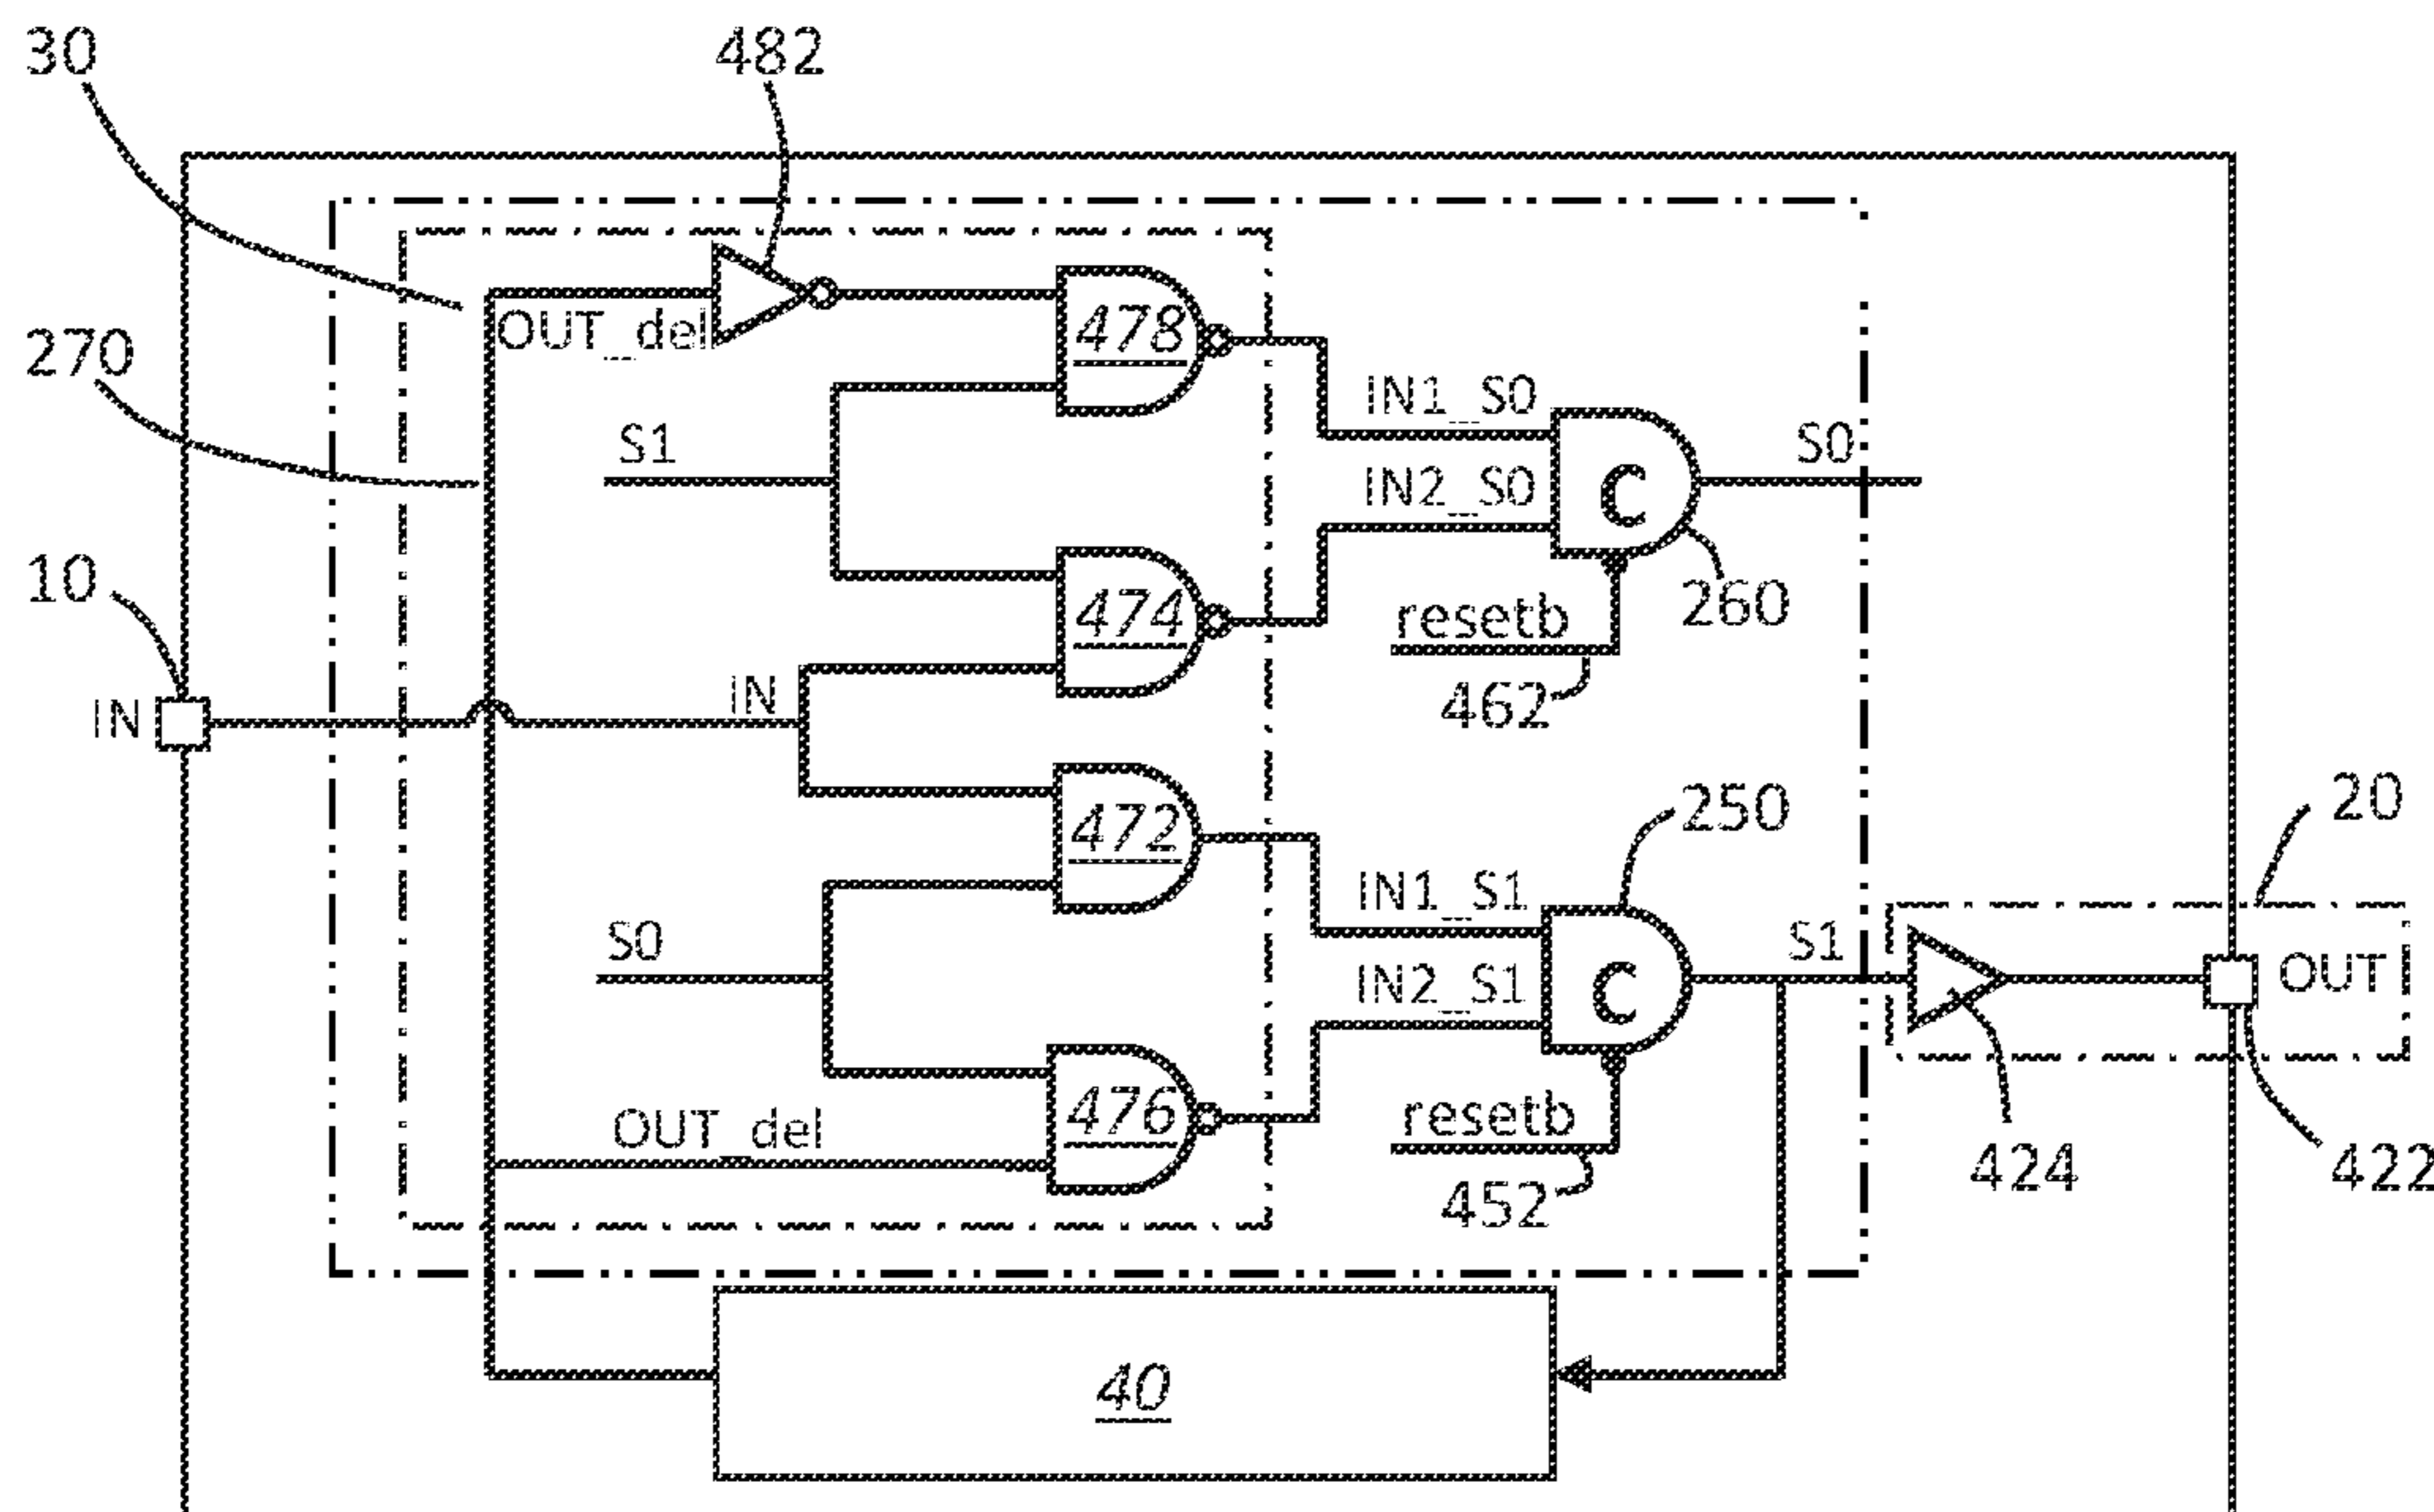 30
482
OUT_del
478
270
IN1_S0
S1
S0
IN2_S0
C
10
474
resetb
260
IN
IN
462
472
250
20
IN1_S1
S0
S1
IN2_S1
C
OUT
OUT_del
476
resetb
424
422
452
40